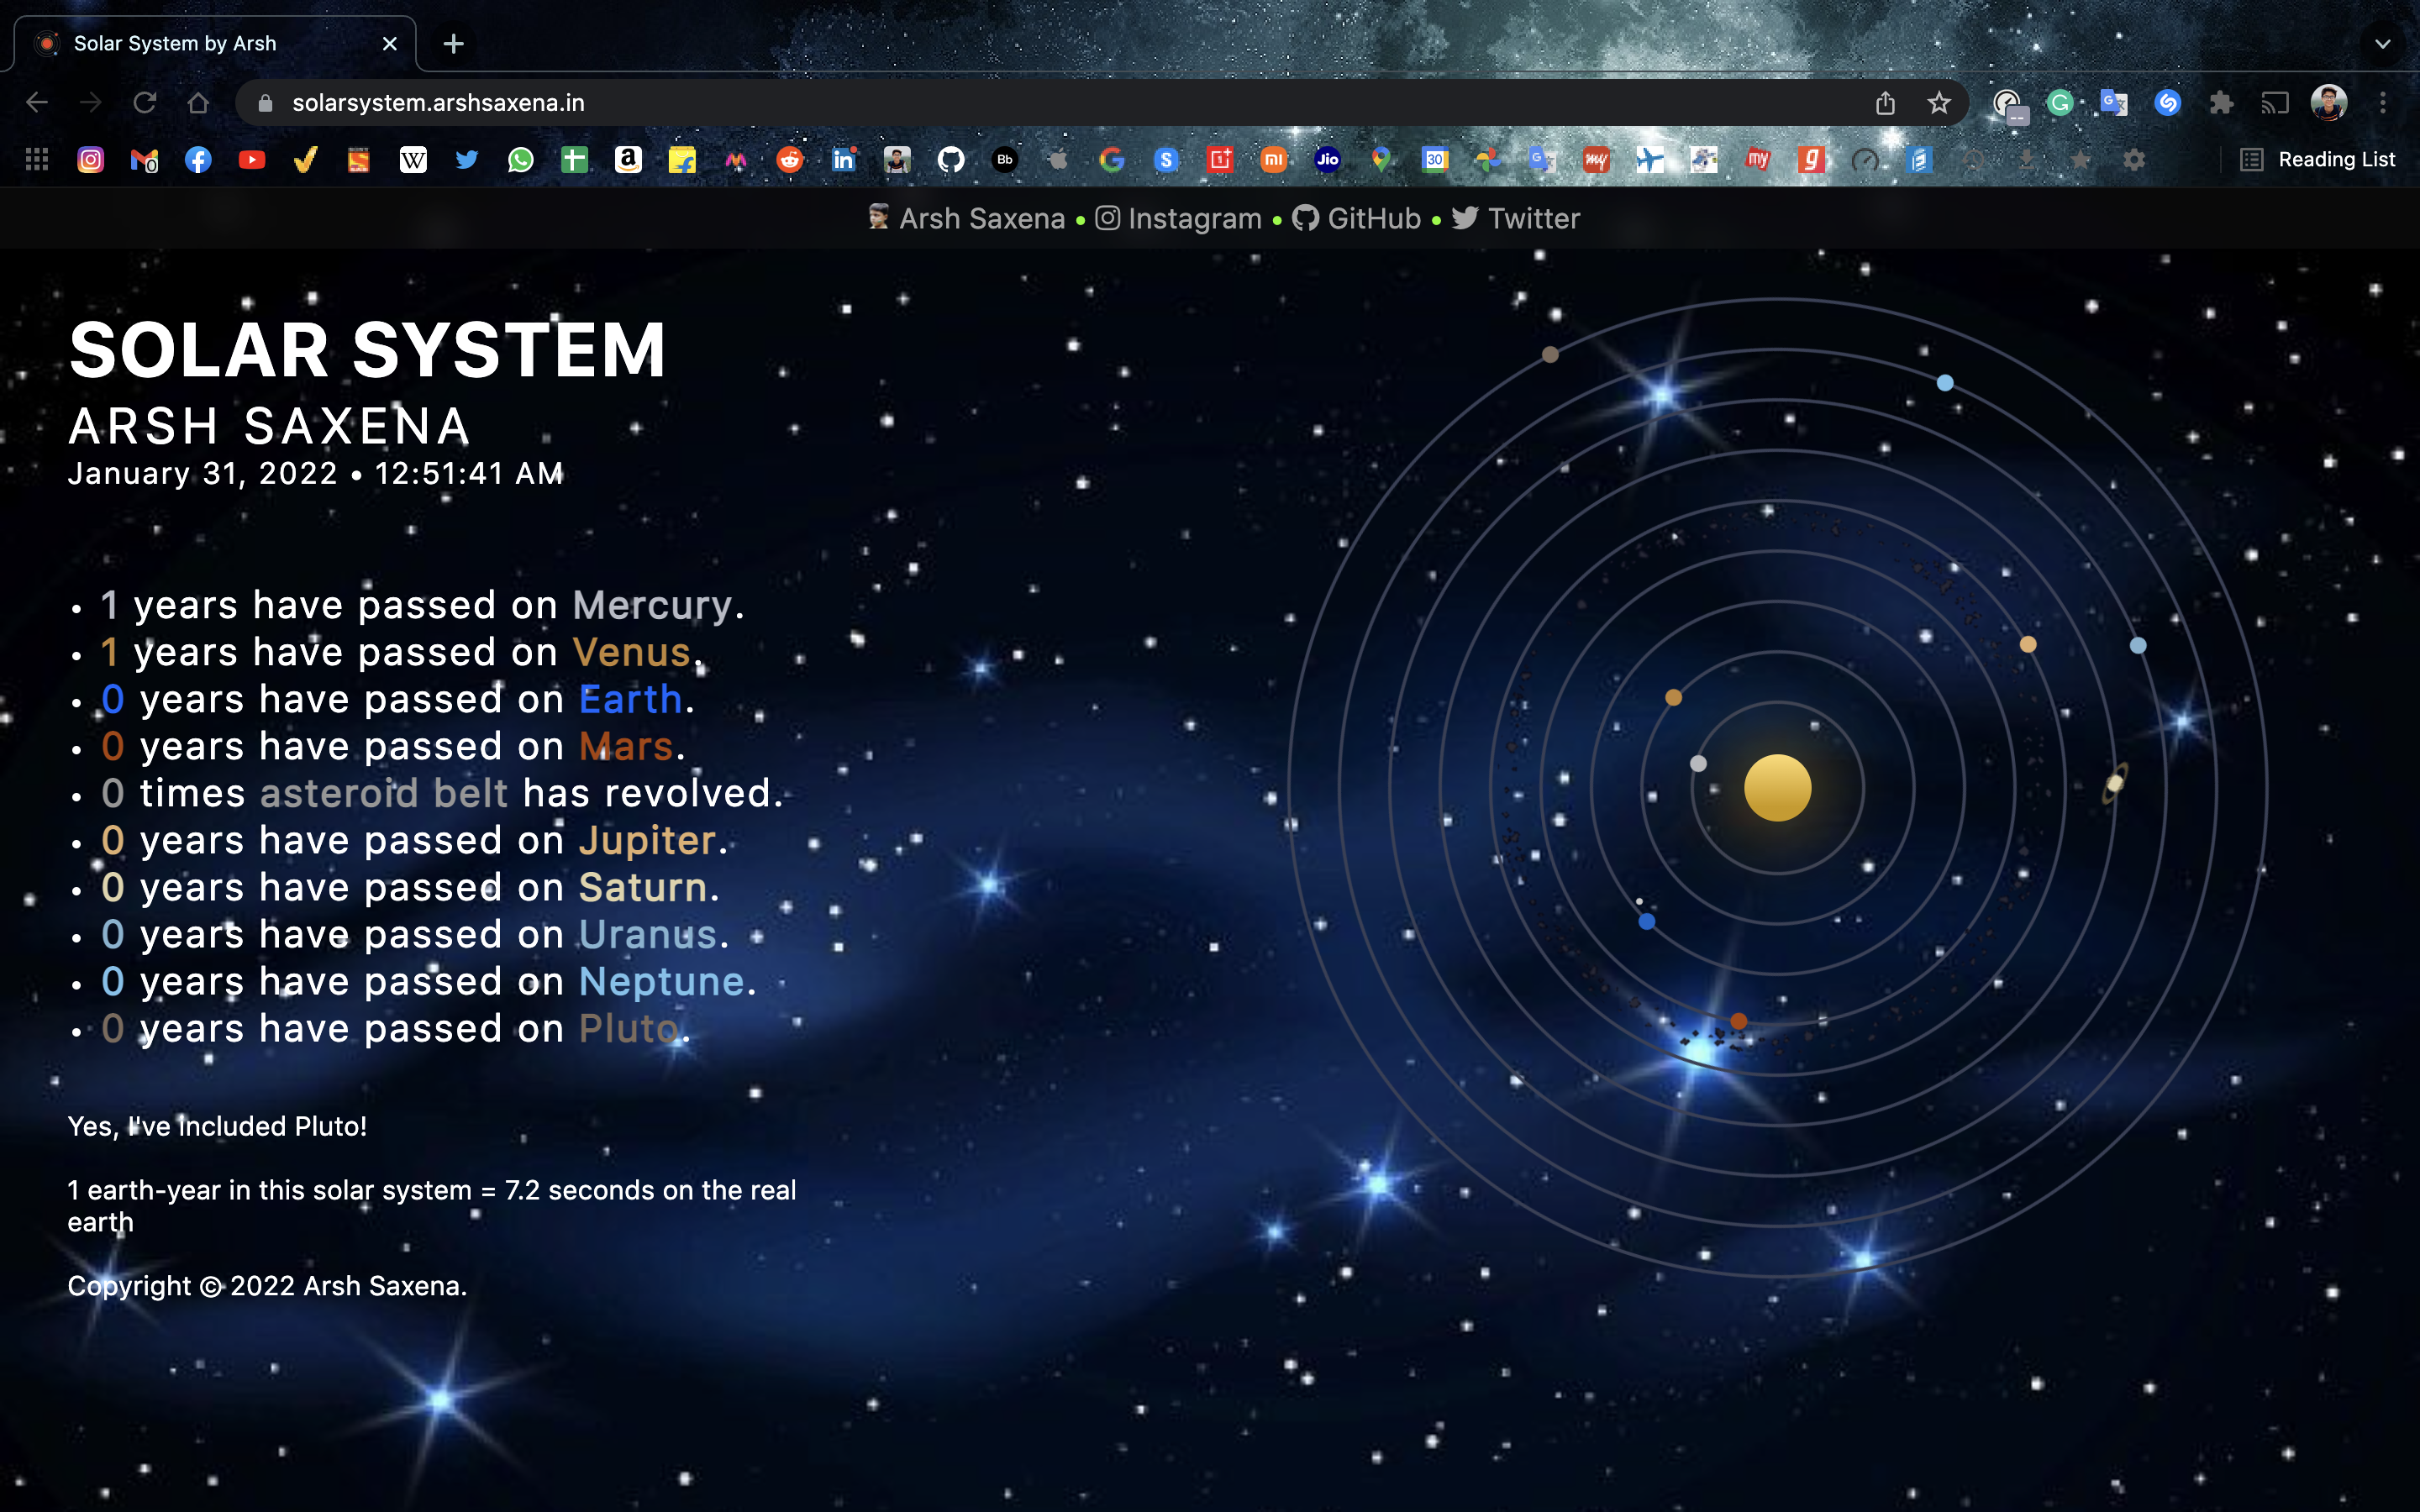 Solar System by Arsh
solarsystem.arshsaxena.in
Reading List
Arsh Saxena • Instagram • GitHub • Twitter
SOLAR SYSTEM
ARSH SAXENA
January 31, 2022 • 12:51:41 AM
• 1 years have passed on Mercury.
• 1 years have passed on Venus.
• 0 years have passed on Earth.
• 0 years have passed on Mars.
• 0 times asteroid belt has revolved.
• 0 years have passed on Jupiter.
• 0 years have passed on Saturn.
• 0 years have passed on Uranus.
• 0 years have passed on Neptune.
• 0 years have passed on Pluto.
Yes, I've included Pluto!
1 earth-year in this solar system = 7.2 seconds on the real
earth
Copyright © 2022 Arsh Saxena.